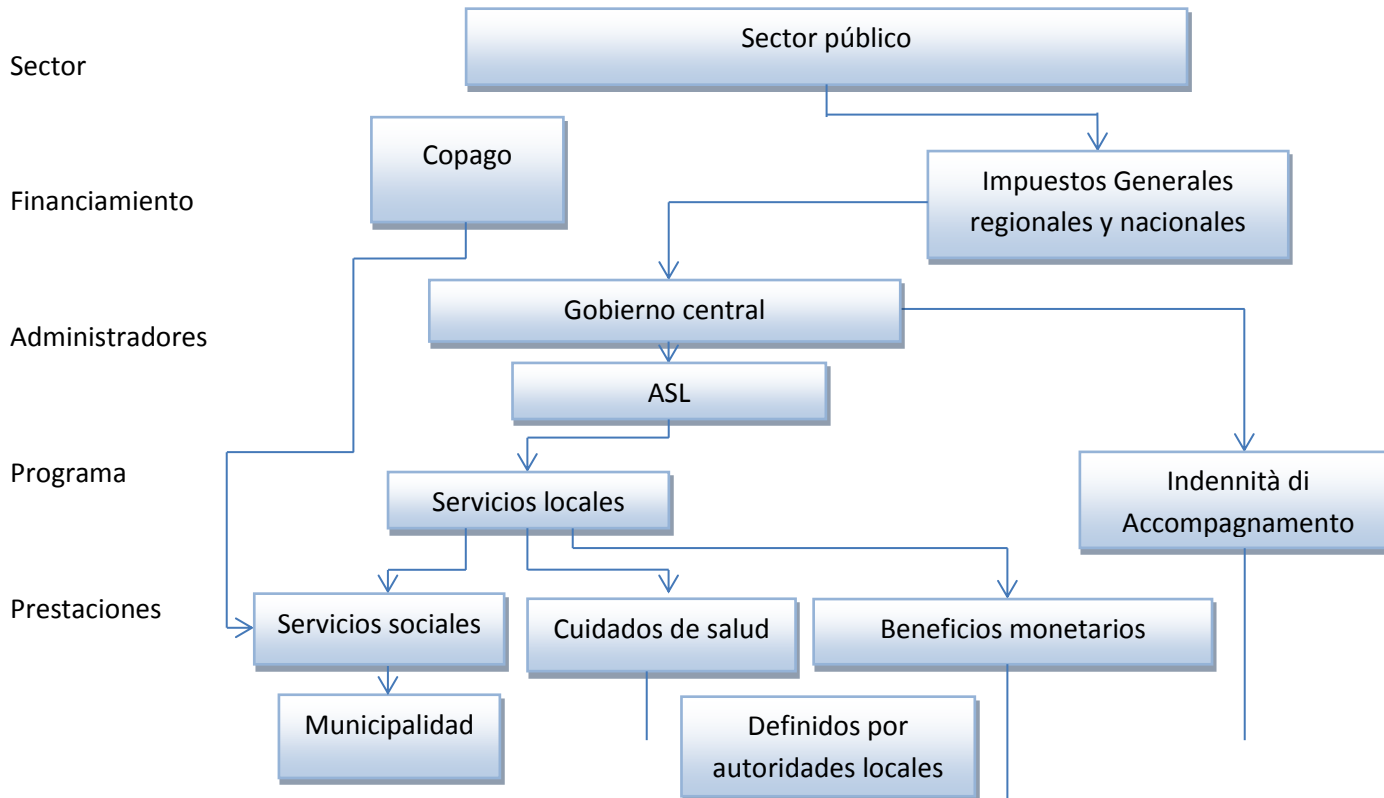 Sector público
Sector
Copago
Impuestos Generales
regionales y nacionales
Financiamiento
Gobierno central
Administradores
ASL
Programa
Servicios locales
Indennità di
Accompagnamento
Prestaciones
Servicios sociales
Cuidados de salud
Beneficios monetarios
Municipalidad
Definidos por
autoridades locales